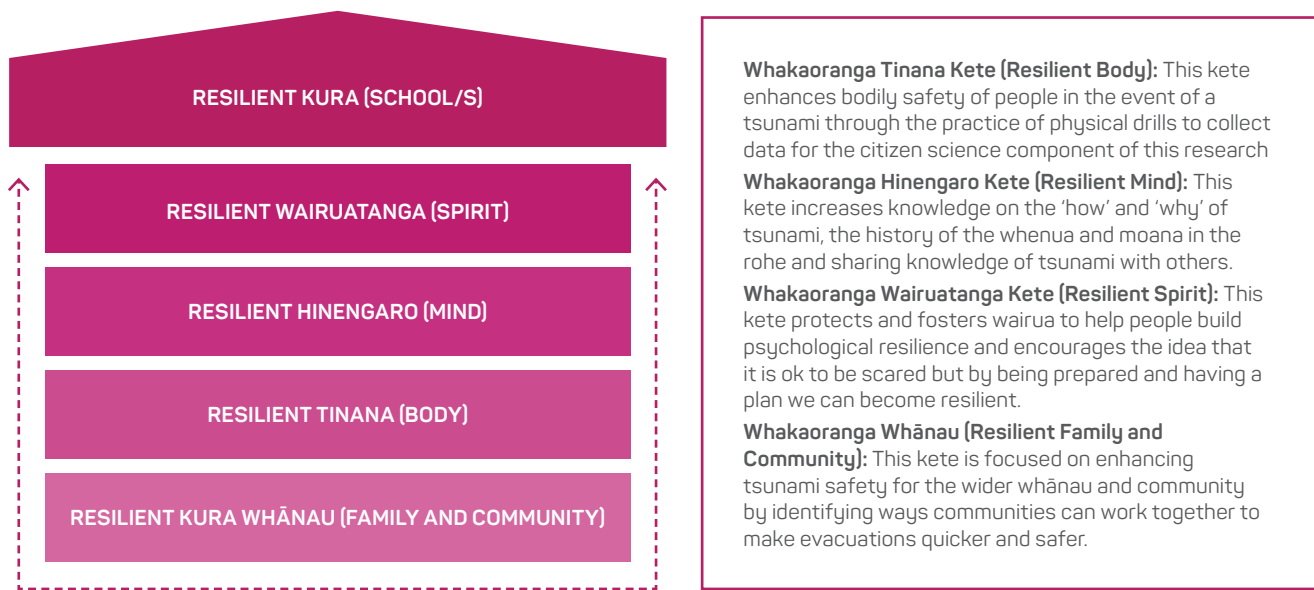 RESILIENT KURA (SCHOOL/S)
RESILIENT WAIRUATANGA (SPIRIT)
RESILIENT HINENGARO (MIND)
RESILIENT TINANA (BODY)
RESILIENT KURA WHĀNAU (FAMILY AND COMMUNITY)
Whakaoranga Tinana Kete (Resilient Body): This kete
enhances bodily safety of people in the event of a
tsunami through the practice of physical drills to collect
data for the citizen science component of this research
Whakaoranga Hinengaro Kete (Resilient Mind): This
kete increases knowledge on the ‘how’ and ‘why’ of
tsunami, the history of the whenua and moana in the
rohe and sharing knowledge of tsunami with others.
Whakaoranga Wairuatanga Kete (Resilient Spirit): This
kete protects and fosters wairua to help people build
psychological resilience and encourages the idea that
it is ok to be scared but by being prepared and having a
plan we can become resilient.
Whakaoranga Whānau (Resilient Family and
Community): This kete is focused on enhancing
tsunami safety for the wider whānau and community
by identifying ways communities can work together to
make evacuations quicker and safer.